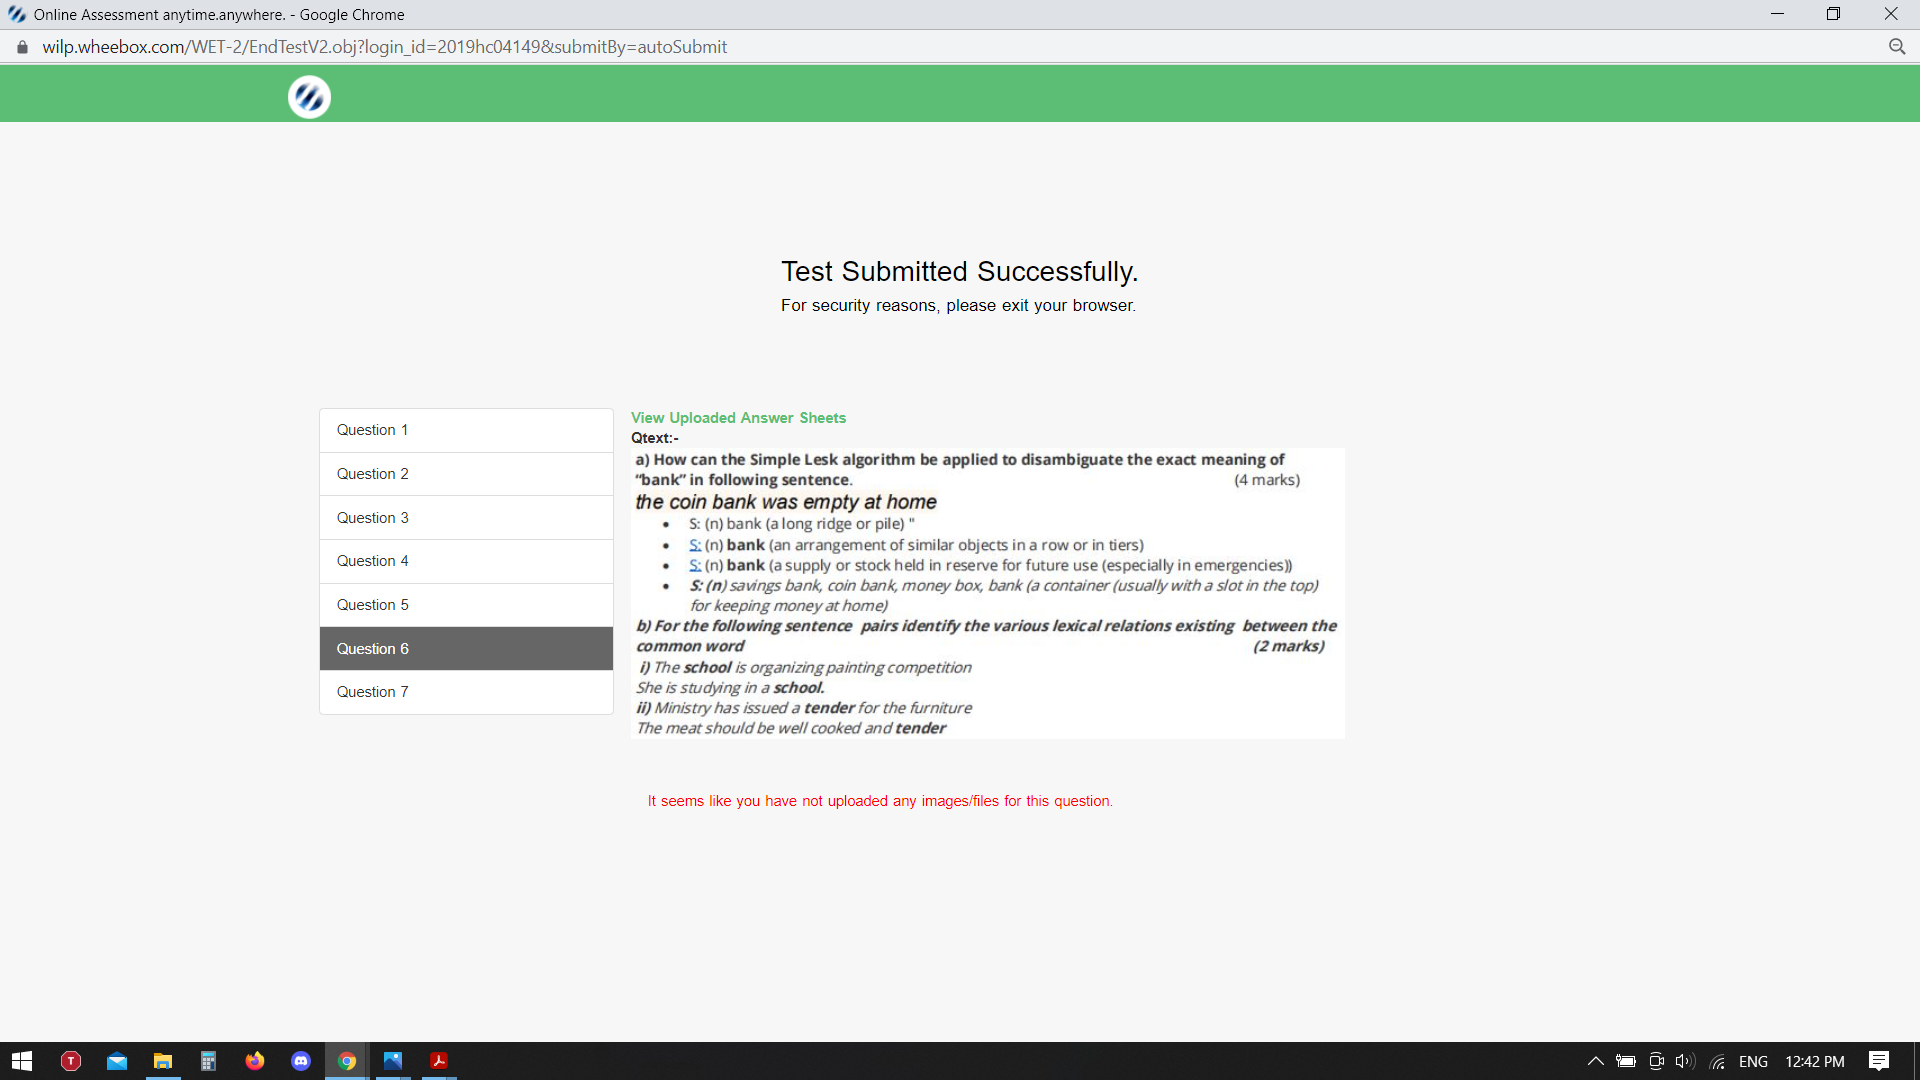 Online Assessment anytime.anywhere. - Google Chrome
wilp.wheebox.com/WET-2/EndTestV2.obj?login_id=2019hc04149&submitBy=autoSubmit
Test Submitted Successfully.
For security reasons, please exit your browser.
Question 1
Question 2
Question 3
Question 4
Question 5
Question 6
Question 7
View Uploaded Answer Sheets
Qtext:-
a) How can the Simple Lesk algorithm be applied to disambiguate the exact meaning of
“bank” in following sentence. (4 marks)
the coin bank was empty at home
• S: (n) bank (a long ridge or pile) "
• S: (n) bank (an arrangement of similar objects in a row or in tiers)
• S: (n) bank (a supply or stock held in reserve for future use (especially in emergencies))
• S: (n) savings bank, coin bank, money box, bank (a container (usually with a slot in the top)
for keeping money at home)
b) For the following sentence pairs identify the various lexical relations existing between the
common word (2 marks)
i) The school is organizing painting competition
She is studying in a school.
ii) Ministry has issued a tender for the furniture
The meat should be well cooked and tender
It seems like you have not uploaded any images/files for this question.
T
ENG
12:42 PM